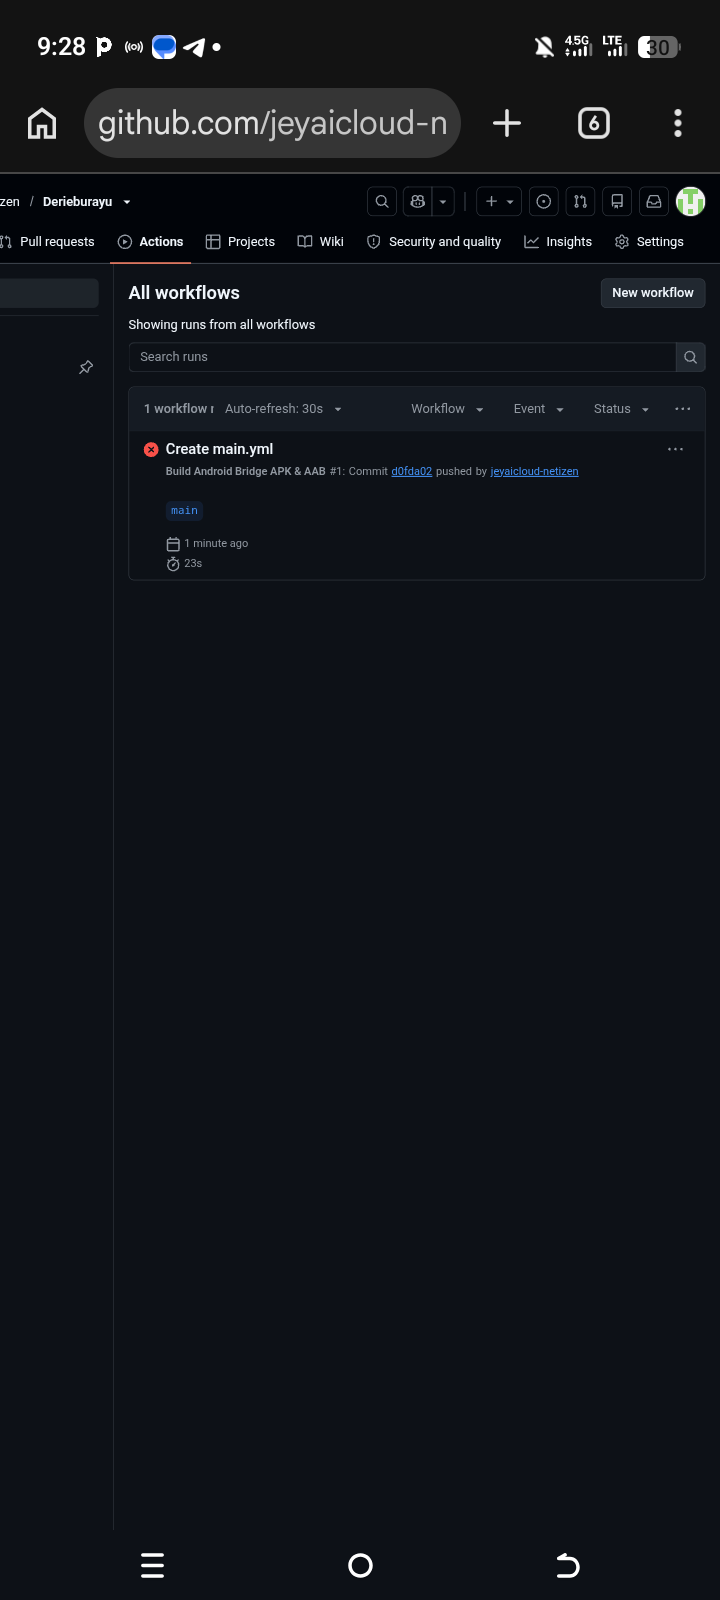 9:28
4.5G
LTE
30
github.com/jeyaicloud-n
6
zen / Derieburayu
Pull requests
Actions
Projects
Wiki
Security and quality
Insights
Settings
All workflows
New workflow
Showing runs from all workflows
Search runs
1 workflow r
Auto-refresh: 30s
Workflow
Event
Status
Create main.yml
Build Android Bridge APK & AAB #1: Commit d0fda02 pushed by jeyaicloud-netizen
main
1 minute ago
23s